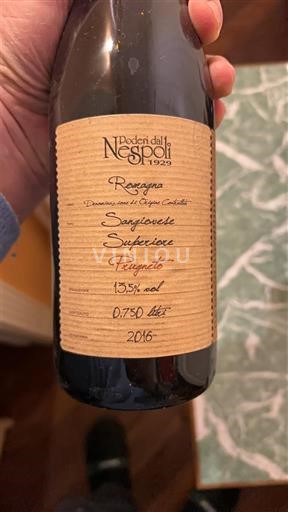 Poderi dal
Nespoli
1929
Romagna
Denominazione di Origine Controllata
Sangiovese
Superiore
Prugneto
13,5% vol
0,750 litri
2016
VINTIU